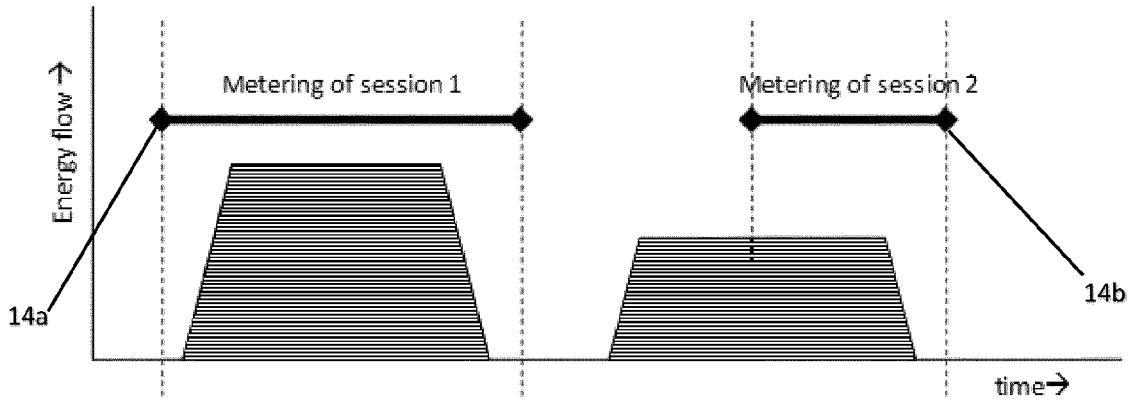 Metering of session 1
Metering of session 2
Energy flow →
14a
14b
time→